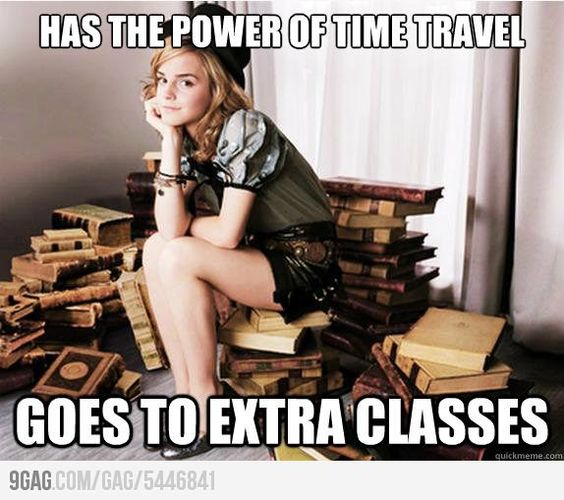 HAS THE POWER OF TIME TRAVEL
GOES TO EXTRA CLASSES
quickmeme.com
9GAG.COM/GAG/5446841